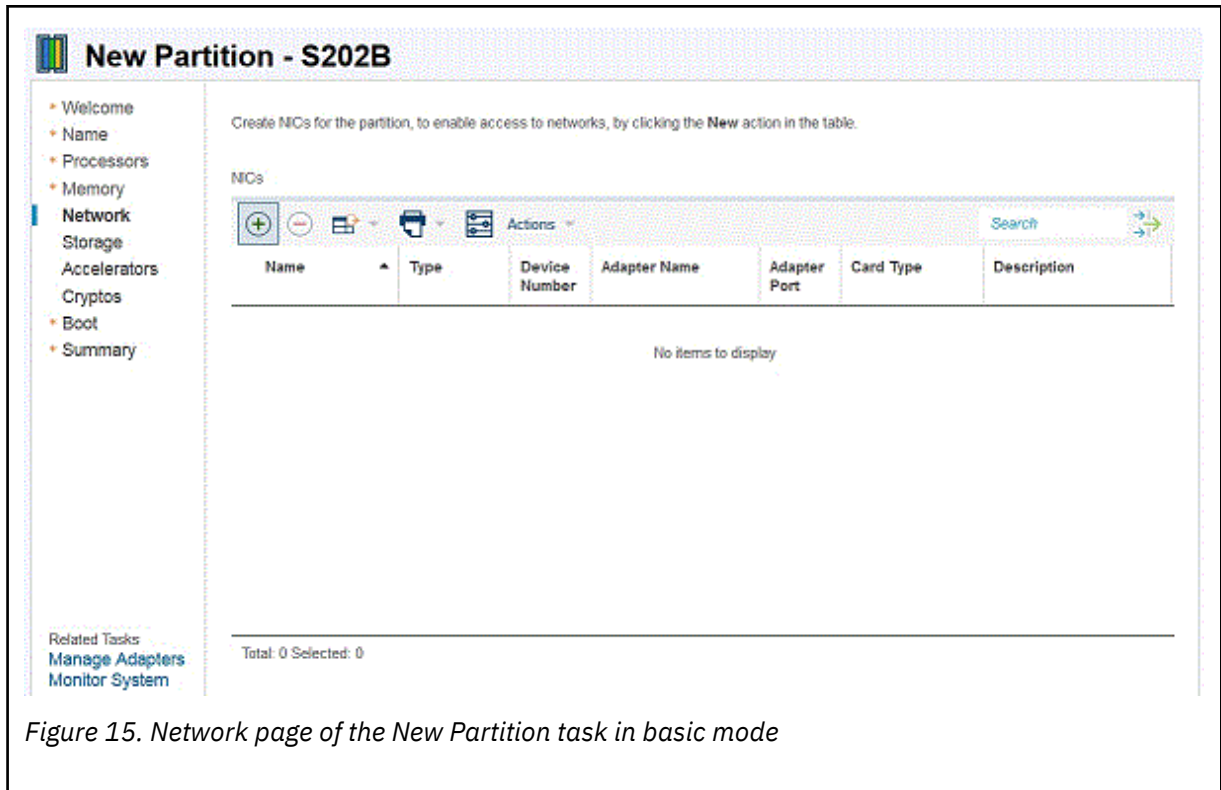 New Partition - S202B
* Welcome
* Name
* Processors
* Memory
Network
Storage
Accelerators
Cryptos
* Boot
* Summary
Related Tasks
Manage Adapters
Monitor System
Create NICs for the partition, to enable access to networks, by clicking the New action in the table.
NICs
Actions
Search
Name Type Device Number Adapter Name Adapter Port Card Type Description
No items to display
Total: 0 Selected: 0
Figure 15. Network page of the New Partition task in basic mode